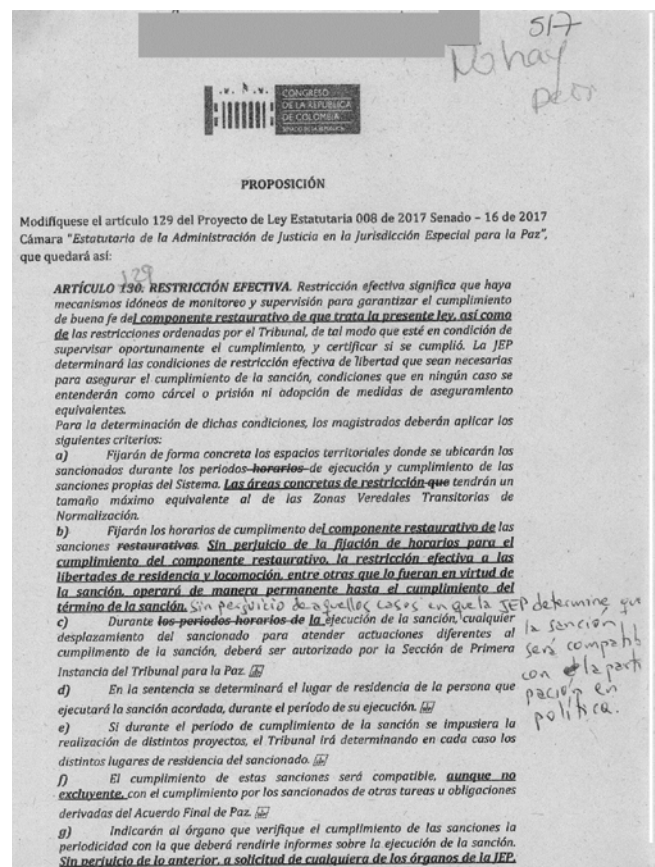 517
No hay
CONGRESO
DE LA REPÚBLICA
DE COLOMBIA
PROPOSICIÓN
Modifíquese el artículo 129 del Proyecto de Ley Estatutaria 008 de 2017 Senado – 16 de 2017
Cámara "Estatutaria de la Administración de Justicia en la Jurisdicción Especial para la Paz",
que quedará así:
129
ARTÍCULO 130. RESTRICCIÓN EFECTIVA. Restricción efectiva significa que haya
mecanismos idóneos de monitoreo y supervisión para garantizar el cumplimiento
de buena fe del componente restaurativo de que trata la presente ley, así como
de las restricciones ordenadas por el Tribunal, de tal modo que esté en condición de
supervisar oportunamente el cumplimiento, y certificar si se cumplió. La JEP
determinará las condiciones de restricción efectiva de libertad que sean necesarias
para asegurar el cumplimiento de la sanción, condiciones que en ningún caso se
entenderán como cárcel o prisión ni adopción de medidas de aseguramiento
equivalentes.
Para la determinación de dichas condiciones, los magistrados deberán aplicar los
siguientes criterios:
a) Fijarán de forma concreta los espacios territoriales donde se ubicarán los
sancionados durante los periodos horarios de ejecución y cumplimiento de las
sanciones propias del Sistema. Las áreas concretas de restricción que tendrán un
tamaño máximo equivalente al de las Zonas Veredales Transitorias de
Normalización.
b) Fijarán los horarios de cumplimento del componente restaurativo de las
sanciones restaurativas. Sin perjuicio de la fijación de horarios para el
cumplimiento del componente restaurativo, la restricción efectiva a las
libertades de residencia y locomoción, entre otras que lo fueran en virtud de
la sanción, operará de manera permanente hasta el cumplimiento del
término de la sanción. Sin perjuicio de aquellos casos en que la JEP determine que
la sanción
será compatib
con la parti
pación en
política.
c) Durante los periodos horarios de la ejecución de la sanción, cualquier
desplazamiento del sancionado para atender actuaciones diferentes al
cumplimento de la sanción, deberá ser autorizado por la Sección de Primera
Instancia del Tribunal para la Paz.
d) En la sentencia se determinará el lugar de residencia de la persona que
ejecutará la sanción acordada, durante el período de su ejecución.
e) Si durante el período de cumplimiento de la sanción se impusiera la
realización de distintos proyectos, el Tribunal irá determinando en cada caso los
distintos lugares de residencia del sancionado.
f) El cumplimiento de estas sanciones será compatible, aunque no
excluyente, con el cumplimiento por los sancionados de otras tareas u obligaciones
derivadas del Acuerdo Final de Paz.
g) Indicarán al órgano que verifique el cumplimiento de las sanciones la
periodicidad con la que deberá rendirle informes sobre la ejecución de la sanción.
Sin perjuicio de lo anterior, a solicitud de cualquiera de los órganos de la JEP,